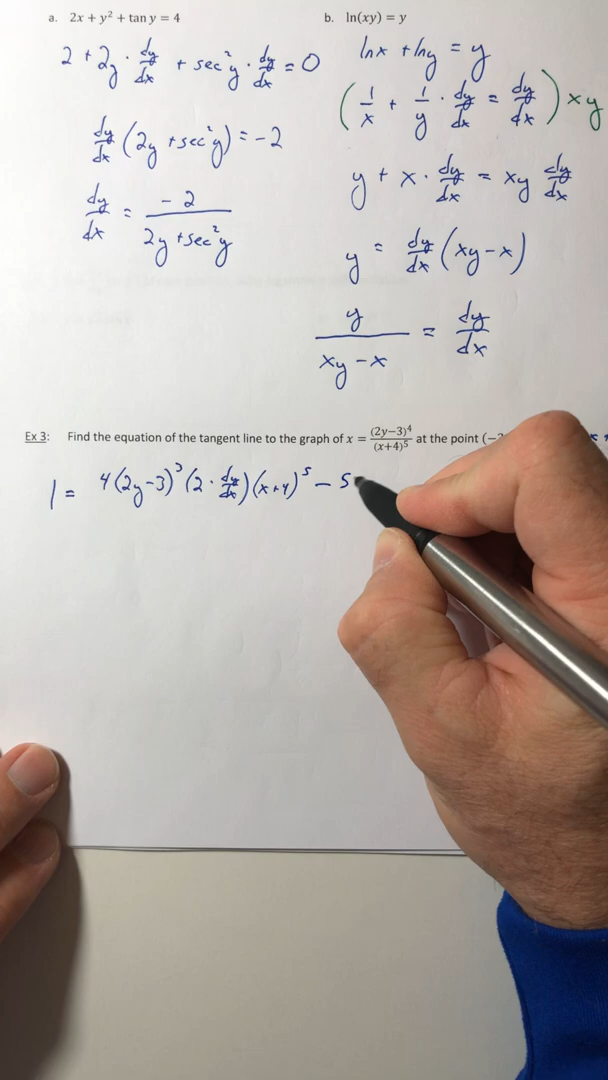 a. 2x + y² + tan y = 4
2 + 2y · dy/dx + sec²y · dy/dx = 0
dy/dx (2y + sec²y) = -2
dy/dx = -2/(2y + sec²y)
b. ln(xy) = y
lnx + lny = y
(1/x + 1/y · dy/dx = dy/dx) xy
y + x · dy/dx = xy dy/dx
y = dy/dx (xy - x)
y/(xy - x) = dy/dx
Ex 3: Find the equation of the tangent line to the graph of x = (2y−3)⁴/(x+4)⁵ at the point (−
1 = 4(2y-3)³(2 · dy/dx)(x+4)⁵ - 5